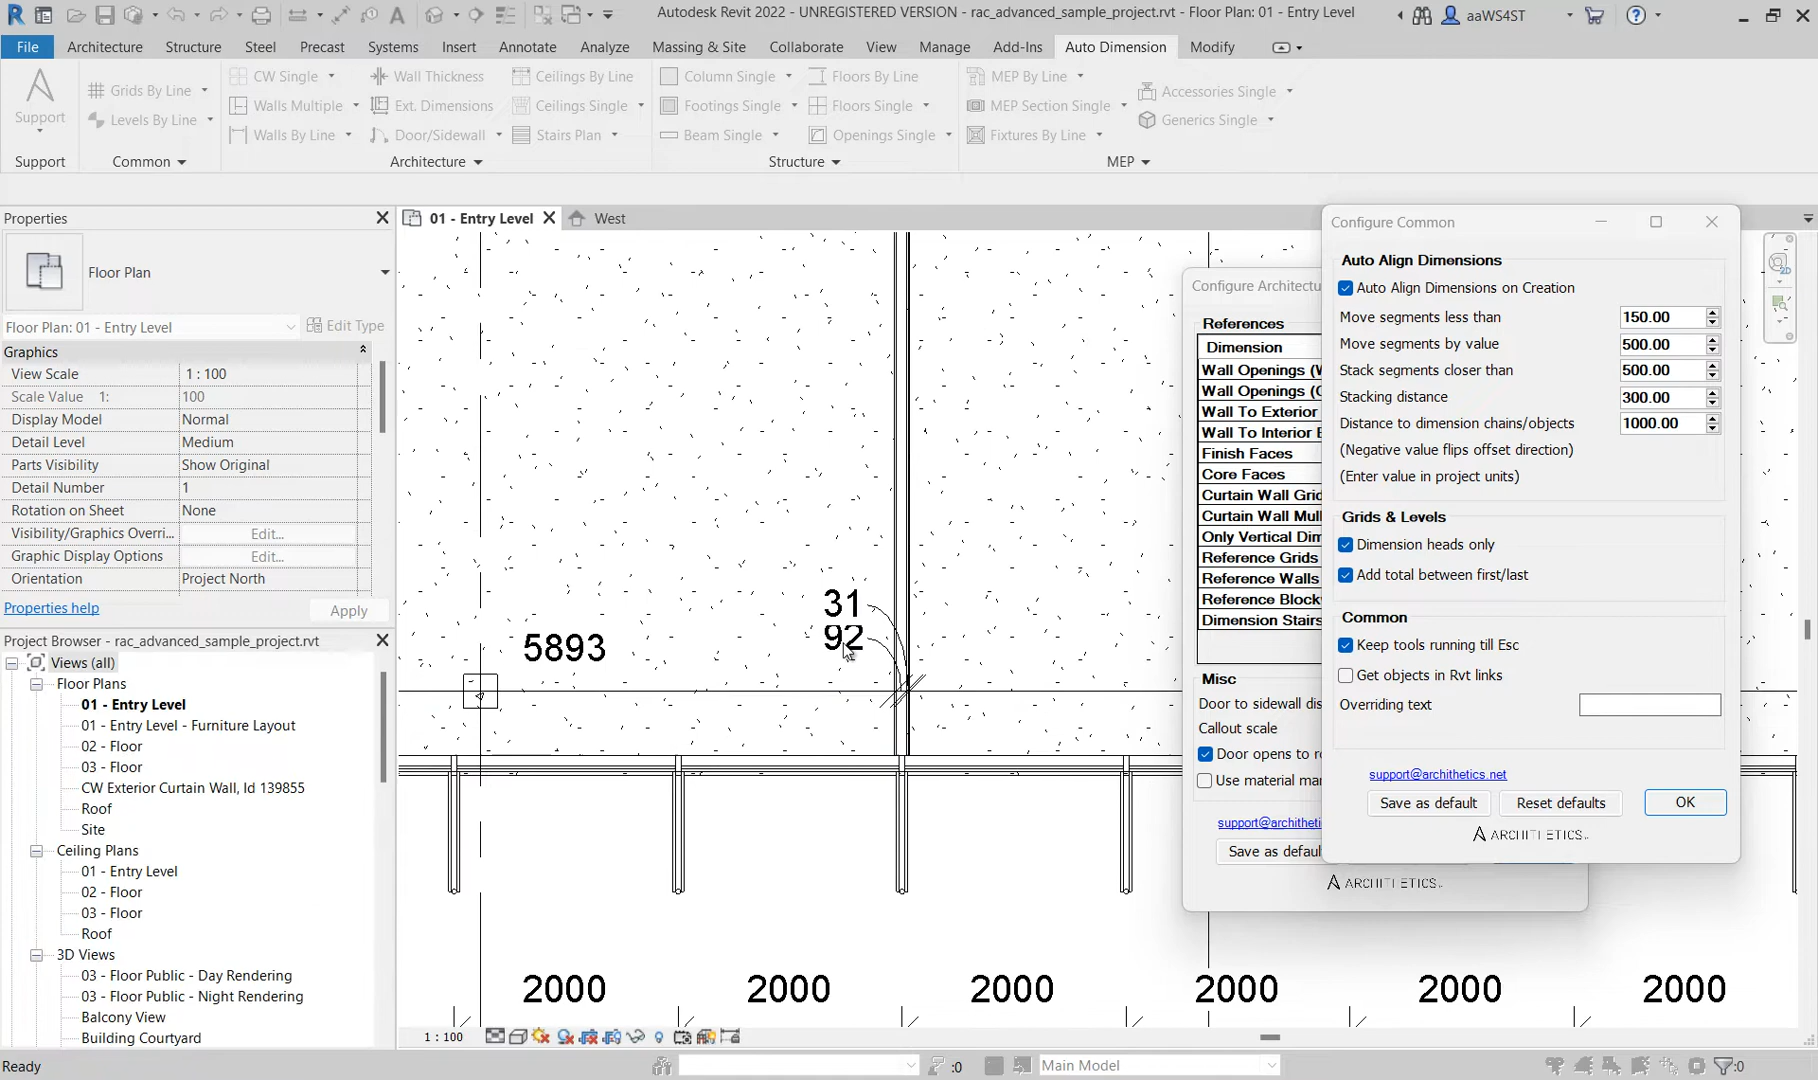 Autodesk Revit 2022 - UNREGISTERED VERSION - rac_advanced_sample_project.rvt - Floor Plan: 01 - Entry Level
aaWS4ST
File Architecture Structure Steel Precast Systems Insert Annotate Analyze Massing & Site Collaborate View Manage Add-Ins Auto Dimension Modify
Support
Grids By Line
Levels By Line
Support
Common
CW Single
Walls Multiple
Walls By Line
Wall Thickness
Ext. Dimensions
Door/Sidewall
Ceilings By Line
Ceilings Single
Stairs Plan
Architecture
Column Single
Footings Single
Beam Single
Floors By Line
Floors Single
Openings Single
Structure
MEP By Line
MEP Section Single
Fixtures By Line
Accessories Single
Generics Single
MEP
Properties
Floor Plan
Floor Plan: 01 - Entry Level
Edit Type
Graphics
View Scale 1 : 100
Scale Value 1: 100
Display Model Normal
Detail Level Medium
Parts Visibility Show Original
Detail Number 1
Rotation on Sheet None
Visibility/Graphics Overri... Edit...
Graphic Display Options Edit...
Orientation Project North
Properties help
Apply
Project Browser - rac_advanced_sample_project.rvt
Views (all)
Floor Plans
01 - Entry Level
01 - Entry Level - Furniture Layout
02 - Floor
03 - Floor
CW Exterior Curtain Wall, Id 139855
Roof
Site
Ceiling Plans
01 - Entry Level
02 - Floor
03 - Floor
Roof
3D Views
03 - Floor Public - Day Rendering
03 - Floor Public - Night Rendering
Balcony View
Building Courtyard
01 - Entry Level
West
31
92
5893
2000 2000 2000 2000 2000 2000
Configure Architectu
References
Dimension
Wall Openings (W
Wall Openings (
Wall To Exterior
Wall To Interior E
Finish Faces
Core Faces
Curtain Wall Grid
Curtain Wall Mull
Only Vertical Dim
Reference Grids
Reference Walls
Reference Block
Dimension Stairs
Misc
Door to sidewall dis
Callout scale
Door opens to ro
Use material mar
support@archithetic
Save as defaul
ARCHITHETICS
Configure Common
Auto Align Dimensions
Auto Align Dimensions on Creation
Move segments less than 150.00
Move segments by value 500.00
Stack segments closer than 500.00
Stacking distance 300.00
Distance to dimension chains/objects 1000.00
(Negative value flips offset direction)
(Enter value in project units)
Grids & Levels
Dimension heads only
Add total between first/last
Common
Keep tools running till Esc
Get objects in Rvt links
Overriding text
support@archithetics.net
Save as default
Reset defaults
OK
ARCHITHETICS
2D
1 : 100
Ready
:0
Main Model
:0